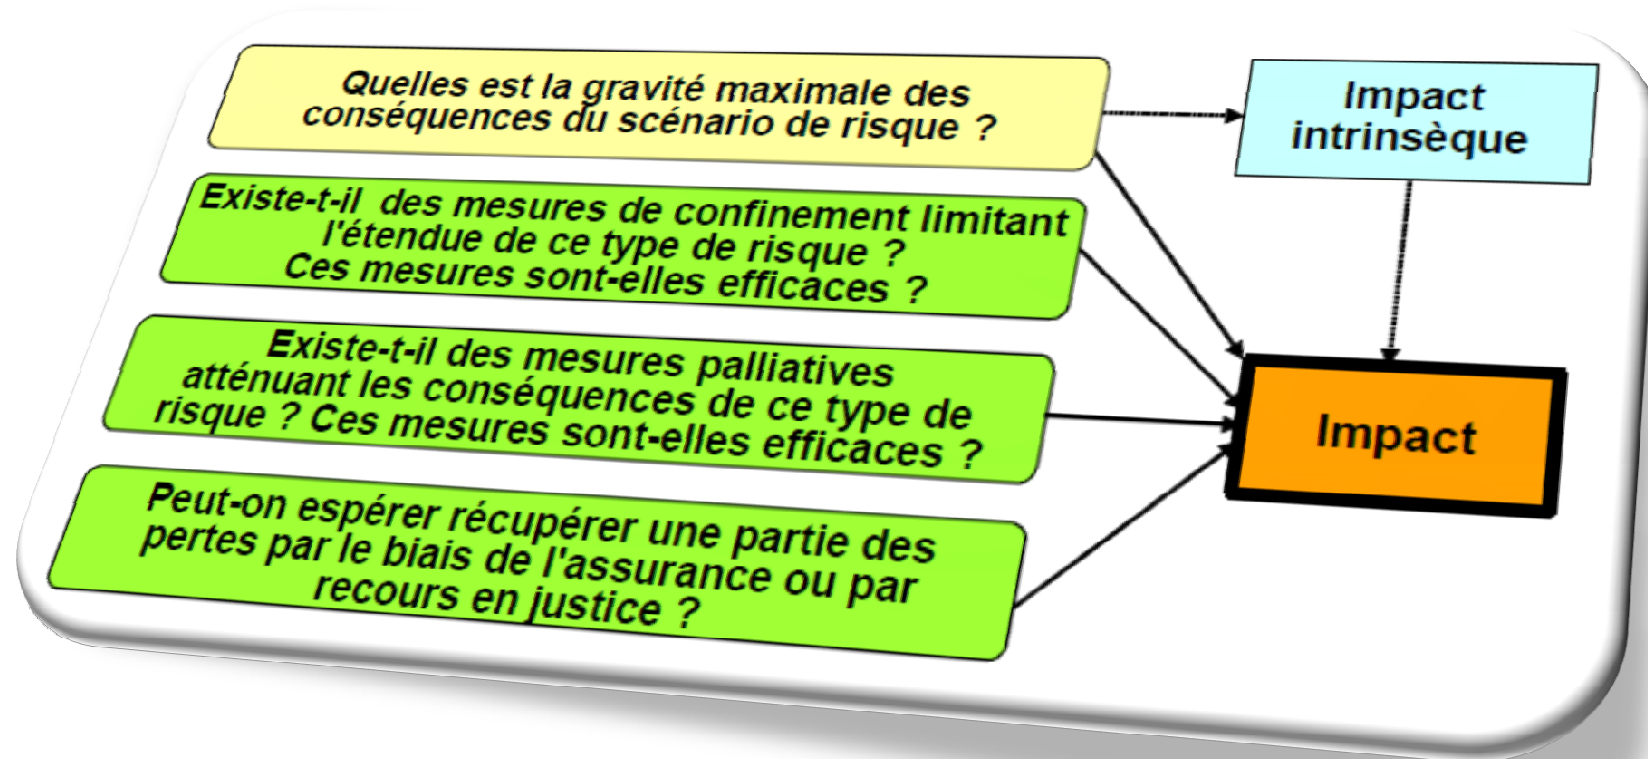 Quelles est la gravité maximale des
conséquences du scénario de risque ?
Impact
intrinsèque
Existe-t-il des mesures de confinement limitant
l'étendue de ce type de risque ?
Ces mesures sont-elles efficaces ?
Existe-t-il des mesures palliatives
atténuant les conséquences de ce type de
risque ? Ces mesures sont-elles efficaces ?
Impact
Peut-on espérer récupérer une partie des
pertes par le biais de l'assurance ou par
recours en justice ?